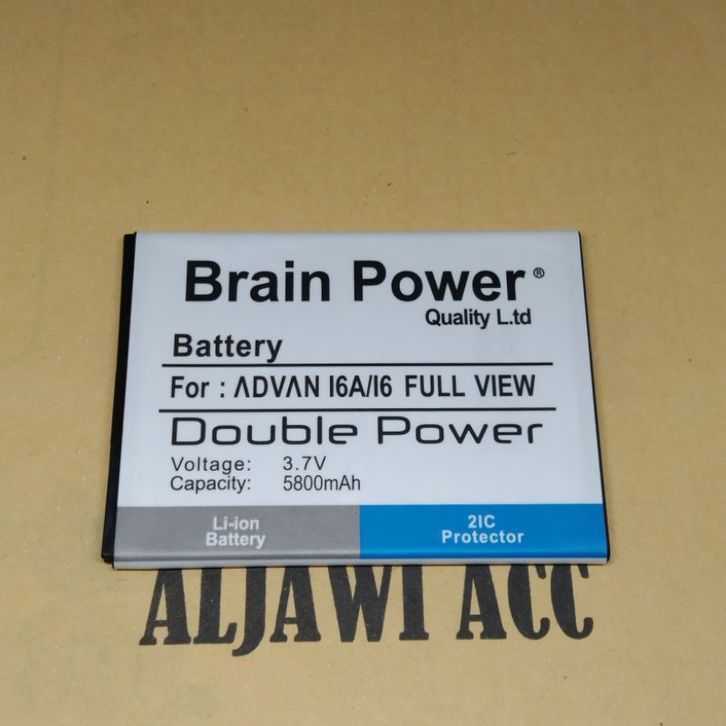 Brain Power®
Quality L.td
Battery
For : ADVAN I6A/I6 FULL VIEW
Double Power
Voltage: 3.7V
Capacity: 5800mAh
Li-ion
Battery
2IC
Protector
ALJAWI ACC